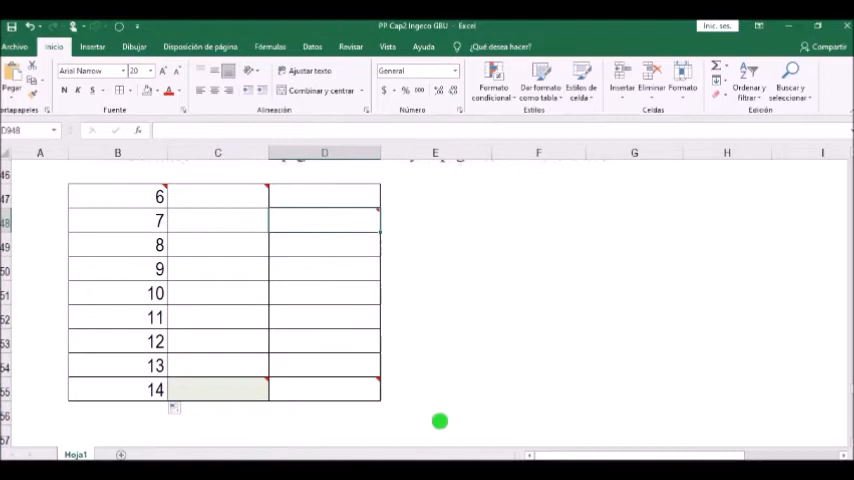 PP Cap2 Ingeco GBU - Excel
Inic. ses.
Archivo Inicio Insertar Dibujar Disposición de página Fórmulas Datos Revisar Vista Ayuda ¿Qué desea hacer? Compartir
Pegar
Arial Narrow 20
Ajustar texto
General
Formato condicional
Dar formato como tabla
Estilos de celda
Insertar Eliminar Formato
Ordenar y filtrar
Buscar y seleccionar
N K S
Combinar y centrar
$ % 000
Portapapeles Fuente Alineación Número Estilos Celdas Edición
D948 fx
A B C D E F G H I
46
47 6
48 7
49 8
50 9
51 10
52 11
53 12
54 13
55 14
56
57
Hoja1